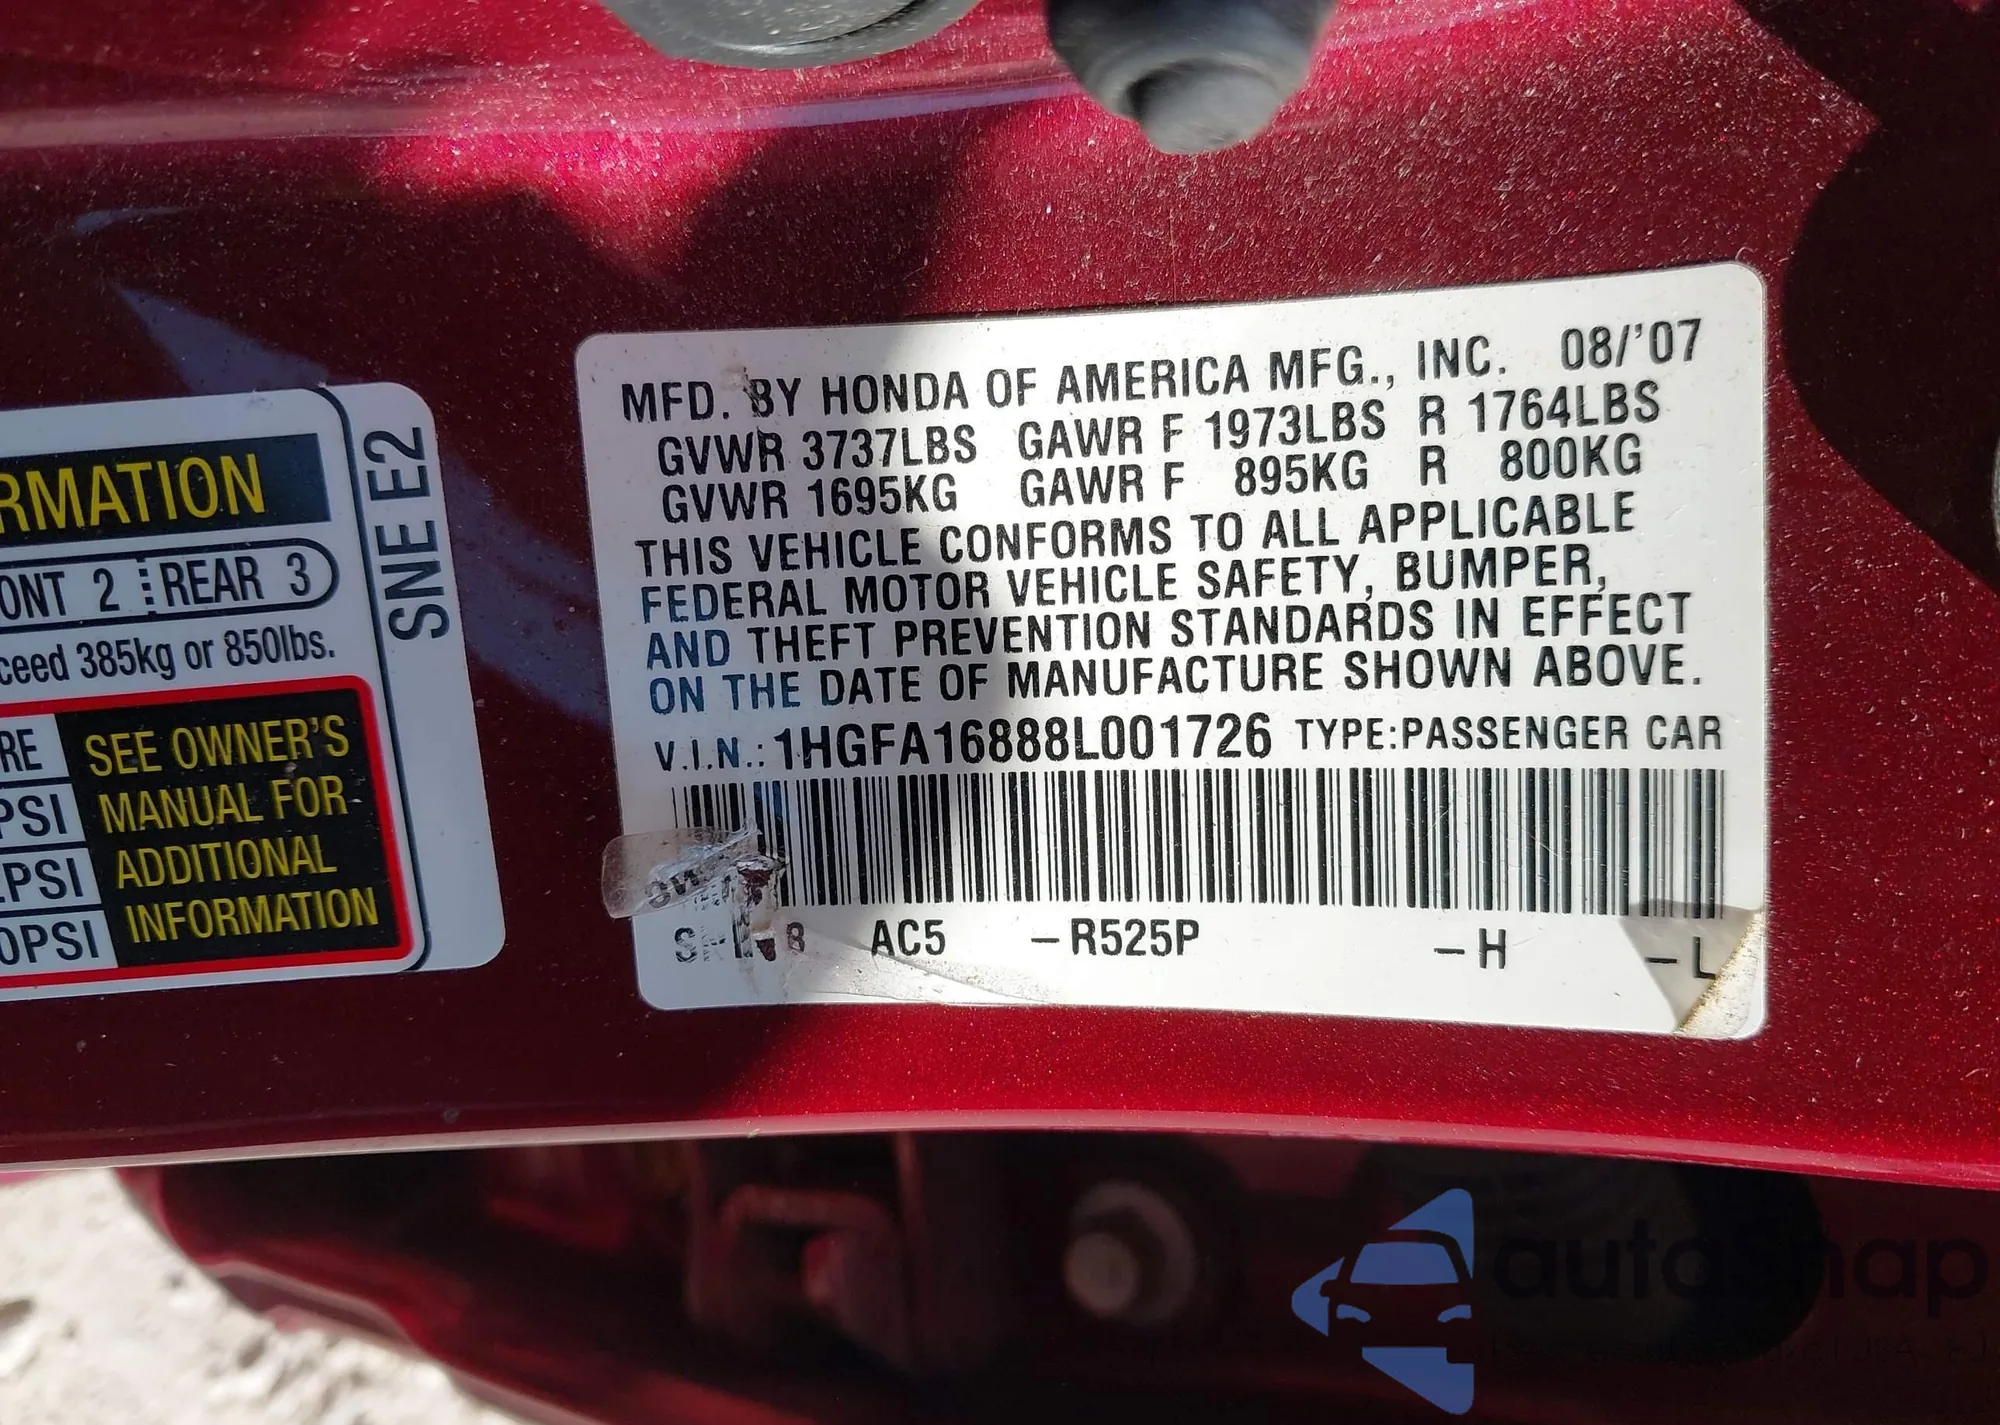 RMATION
ONT 2 REAR 3
ceed 385kg or 850lbs.
RE
PSI
PSI
0PSI
SEE OWNER'S
MANUAL FOR
ADDITIONAL
INFORMATION
SNE E2
MFD. BY HONDA OF AMERICA MFG., INC. 08/'07
GVWR 3737LBS GAWR F 1973LBS R 1764LBS
GVWR 1695KG GAWR F 895KG R 800KG
THIS VEHICLE CONFORMS TO ALL APPLICABLE
FEDERAL MOTOR VEHICLE SAFETY, BUMPER,
AND THEFT PREVENTION STANDARDS IN EFFECT
ON THE DATE OF MANUFACTURE SHOWN ABOVE.
V.I.N.: 1HGFA16888L001726 TYPE:PASSENGER CAR
AC5 –R525P –H –L